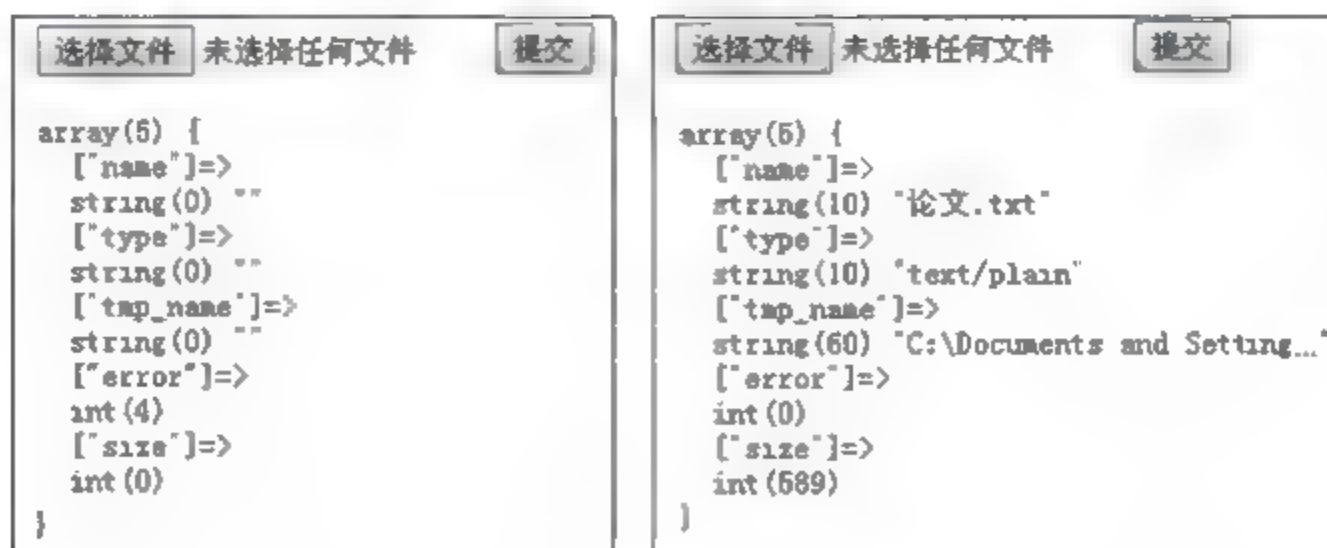 选择文件 未选择任何文件 提交
array(5) {
["name"]=>
string(0) ""
["type"]=>
string(0) ""
["tmp_name"]=>
string(0) ""
["error"]=>
int(4)
["size"]=>
int(0)
}
选择文件 未选择任何文件 提交
array(5) {
["name"]=>
string(10) "论文.txt"
["type"]=>
string(10) "text/plain"
["tmp_name"]=>
string(60) "C:\Documents and Setting..."
["error"]=>
int(0)
["size"]=>
int(589)
}